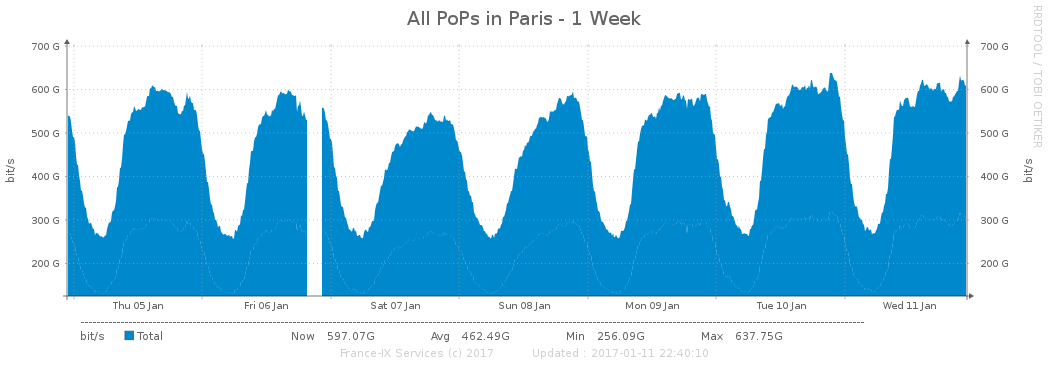 All PoPs in Paris - 1 Week
RRDTOOL / TOBI OETIKER
700 G 700 G
600 G 600 G
500 G 500 G
400 G 400 G
300 G 300 G
200 G 200 G
bit/s
bit/s
Thu 05 Jan Fri 06 Jan Sat 07 Jan Sun 08 Jan Mon 09 Jan Tue 10 Jan Wed 11 Jan
bit/s Total Now 597.07G Avg 462.49G Min 256.09G Max 637.75G
France-IX Services (c) 2017 Updated : 2017-01-11 22:40:10